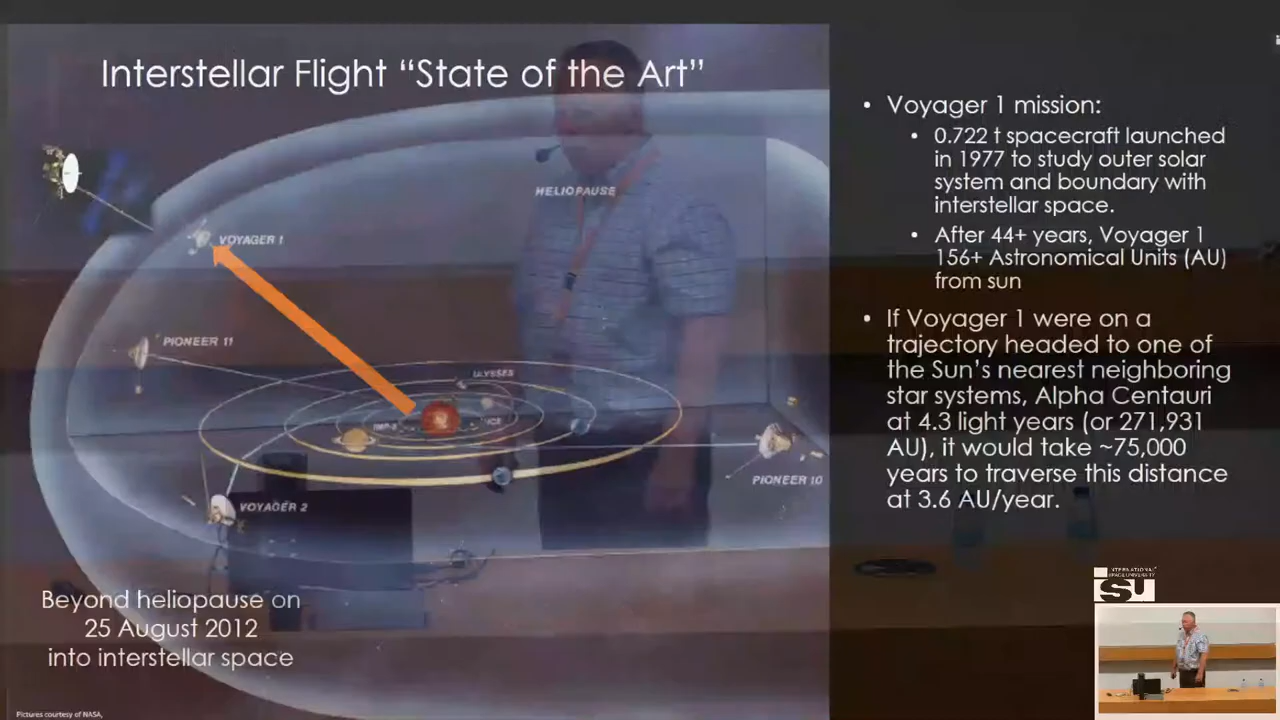 Interstellar Flight “State of the Art”
HELIOPAUSE
VOYAGER 1
PIONEER 11
ULYSSES
ICE
PIONEER 10
VOYAGER 2
Beyond heliopause on
25 August 2012
into interstellar space
Pictures courtesy of NASA,
• Voyager 1 mission:
• 0.722 t spacecraft launched
in 1977 to study outer solar
system and boundary with
interstellar space.
• After 44+ years, Voyager 1
156+ Astronomical Units (AU)
from sun
• If Voyager 1 were on a
trajectory headed to one of
the Sun’s nearest neighboring
star systems, Alpha Centauri
at 4.3 light years (or 271,931
AU), it would take ~75,000
years to traverse this distance
at 3.6 AU/year.
INTERNATIONAL
SPACE UNIVERSITY
isu